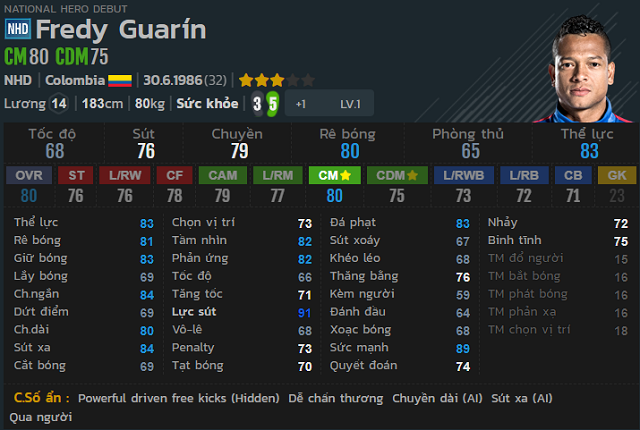 NATIONAL HERO DEBUT
NHD Fredy Guarín
CM 80 CDM 75
NHD Colombia 30.6.1986 (32)
Lương 14 183cm 80kg Sức khỏe 3 5 +1 LV.1
Tốc độ Sút Chuyền Rê bóng Phòng thủ Thể lực
68 76 79 80 65 83
OVR ST L/RW CF CAM L/RM CM CDM L/RWB L/RB CB GK
80 76 76 78 79 77 80 75 73 72 71 23
Thể lực 83 Chọn vị trí 73 Đá phạt 83 Nhảy 72
Rê bóng 81 Tầm nhìn 82 Sút xoáy 67 Bình tĩnh 75
Giữ bóng 83 Phản ứng 82 Khéo léo 68 TM đổ người 15
Lấy bóng 69 Tốc độ 66 Thăng bằng 76 TM bắt bóng 16
Ch.ngắn 84 Tăng tốc 71 Kèm người 59 TM phát bóng 16
Dứt điểm 69 Lực sút 91 Đánh đầu 64 TM phản xạ 16
Ch.dài 80 Vô-lê 68 Xoạc bóng 68 TM chọn vị trí 18
Sút xa 84 Penalty 73 Sức mạnh 89
Cắt bóng 69 Tạt bóng 70 Quyết đoán 74
C.Số ẩn : Powerful driven free kicks (Hidden) Dễ chấn thương Chuyền dài (AI) Sút xa (AI)
Qua người